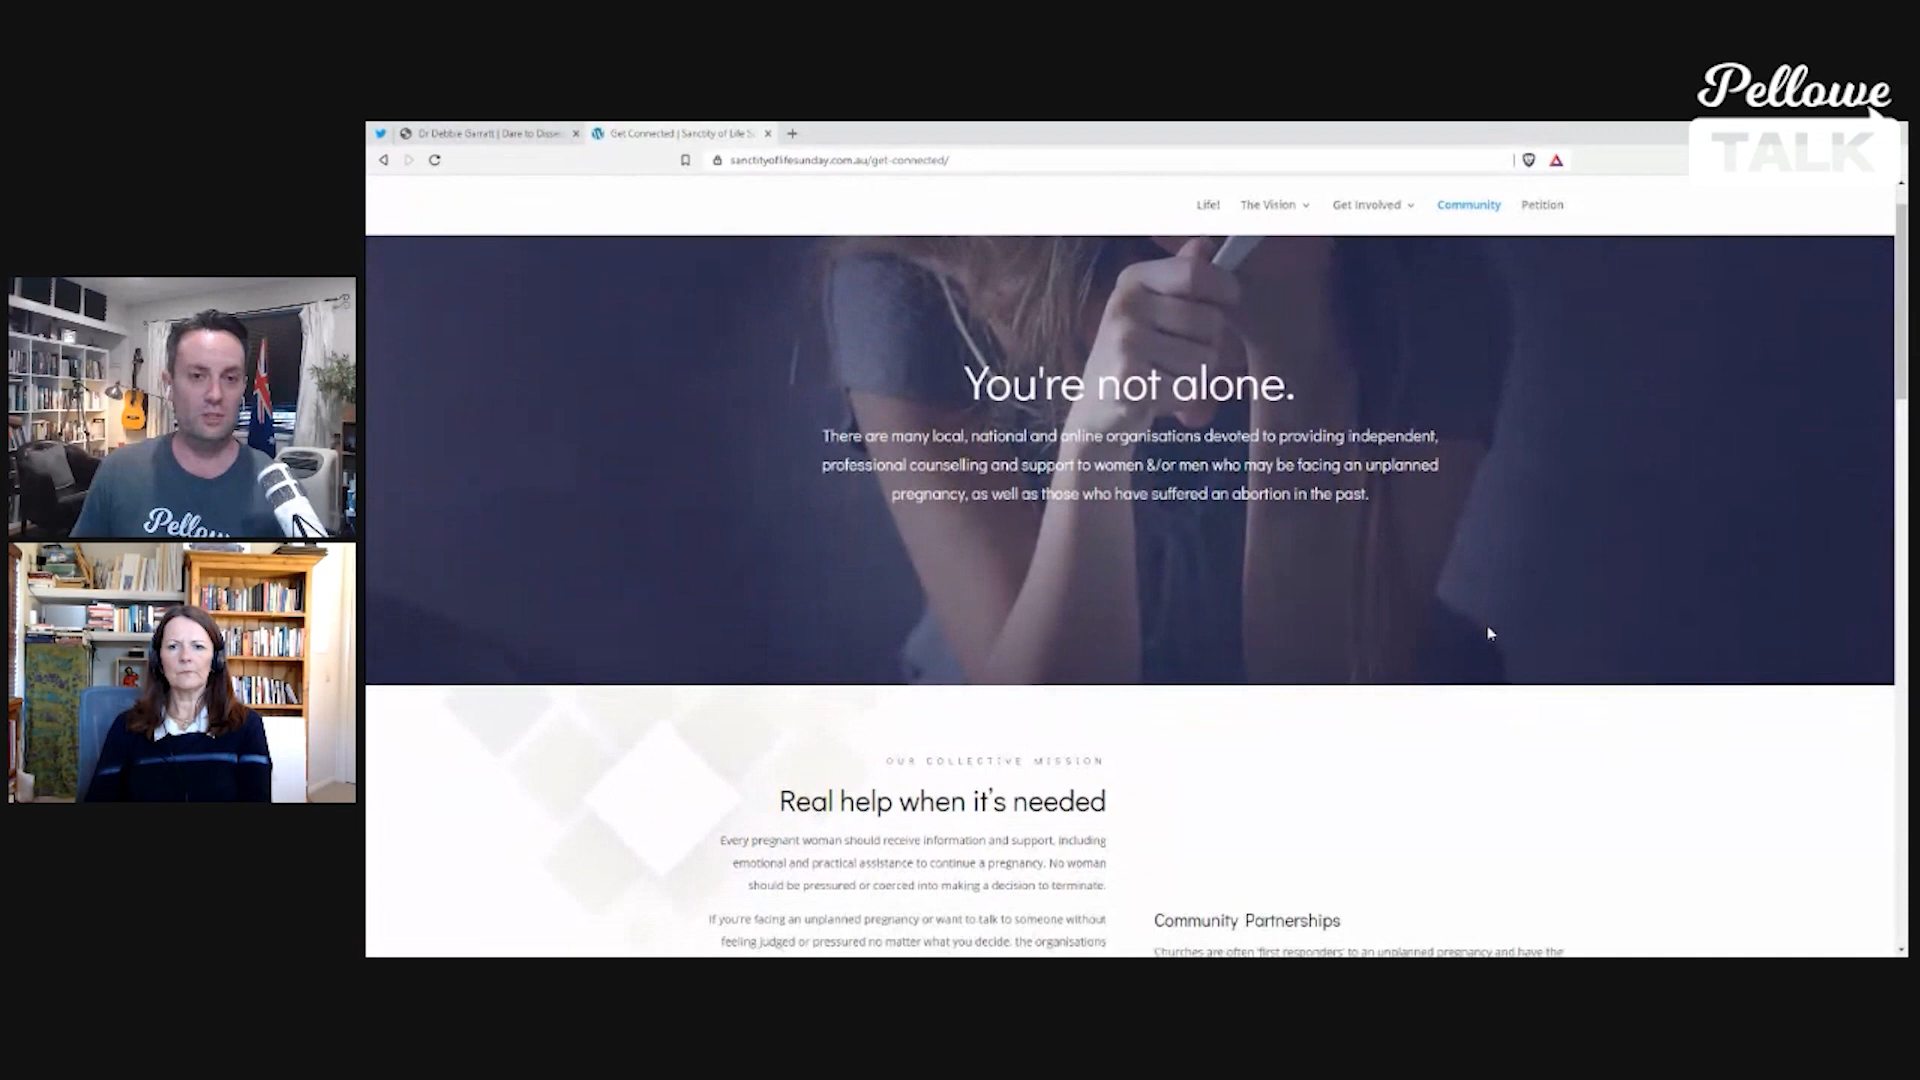 Pellowe
TALK
Dr Debbie Garratt | Dare to Disse
Get Connected | Sanctity of Life S
sanctityoflifesunday.com.au/get-connected/
Life!
The Vision
Get Involved
Community
Petition
You're not alone.
There are many local, national and online organisations devoted to providing independent,
professional counselling and support to women &/or men who may be facing an unplanned
pregnancy, as well as those who have suffered an abortion in the past.
Pellow
OUR COLLECTIVE MISSION
Real help when it's needed
Every pregnant woman should receive information and support, including
emotional and practical assistance to continue a pregnancy. No woman
should be pressured or coerced into making a decision to terminate.
If you're facing an unplanned pregnancy or want to talk to someone without
feeling judged or pressured no matter what you decide, the organisations
Community Partnerships
Churches are often 'first responders' to an unplanned pregnancy and have the